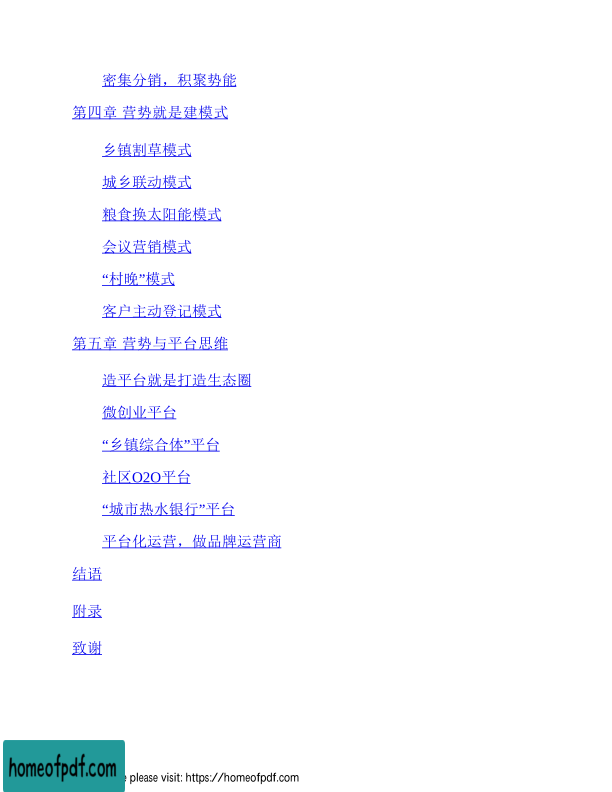 密集分销，积聚势能
第四章 营势就是建模式
乡镇割草模式
城乡联动模式
粮食换太阳能模式
会议营销模式
“村晚”模式
客户主动登记模式
第五章 营势与平台思维
造平台就是打造生态圈
微创业平台
“乡镇综合体”平台
社区O2O平台
“城市热水银行”平台
平台化运营，做品牌运营商
结语
附录
致谢
homeofpdf.com
please visit: https://homeofpdf.com